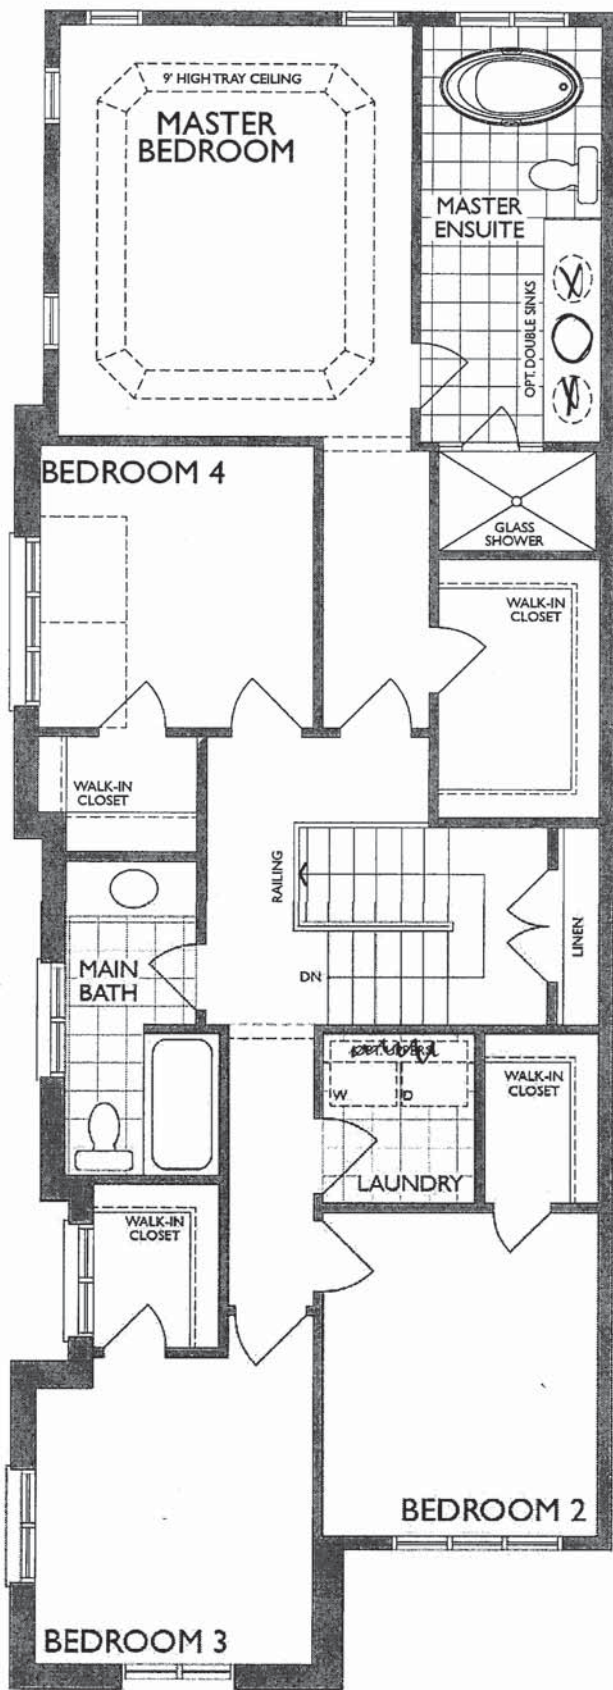 9' HIGH TRAY CEILING
MASTER
BEDROOM
MASTER
ENSUITE
OPT. DOUBLE SINKS
BEDROOM 4
GLASS
SHOWER
WALK-IN
CLOSET
WALK-IN
CLOSET
RAILING
LINEN
DN
MAIN
BATH
W
D
WALK-IN
CLOSET
LAUNDRY
WALK-IN
CLOSET
BEDROOM 2
BEDROOM 3